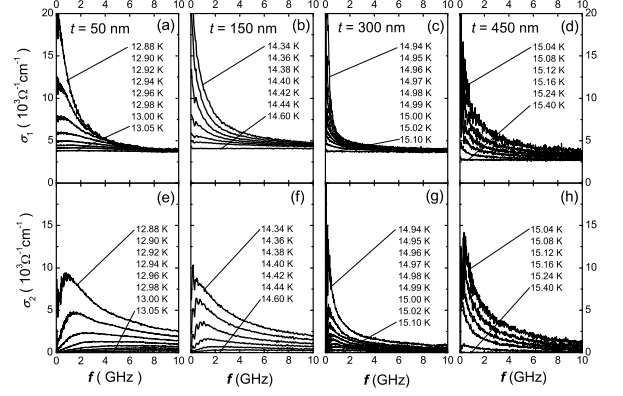 20 (a) t = 50 nm (b) t = 150 nm (c) t = 300 nm (d) t = 450 nm 20
12.88 K
12.90 K
12.92 K
12.94 K
12.96 K
12.98 K
13.00 K
13.05 K
14.34 K
14.36 K
14.38 K
14.40 K
14.42 K
14.44 K
14.60 K
14.94 K
14.95 K
14.96 K
14.97 K
14.98 K
14.99 K
15.00 K
15.02 K
15.10 K
15.04 K
15.08 K
15.12 K
15.16 K
15.24 K
15.40 K
σ1 ( 10³Ω⁻¹cm⁻¹ )
15 15
10 10
5 5
0 0
0 2 4 6 8 10 0 2 4 6 8 10 0 2 4 6 8 10 0 2 4 6 8 10
(e) (f) (g) (h)
12.88 K
12.90 K
12.92 K
12.94 K
12.96 K
12.98 K
13.00 K
13.05 K
14.34 K
14.36 K
14.38 K
14.40 K
14.42 K
14.44 K
14.60 K
14.94 K
14.95 K
14.96 K
14.97 K
14.98 K
14.99 K
15.00 K
15.02 K
15.10 K
15.04 K
15.08 K
15.12 K
15.16 K
15.24 K
15.40 K
σ2 ( 10³Ω⁻¹cm⁻¹ )
15 15
10 10
5 5
0 0
0 2 4 6 8 10 0 2 4 6 8 10 0 2 4 6 8 10 0 2 4 6 8 10
f ( GHz ) f (GHz) f (GHz) f (GHz)